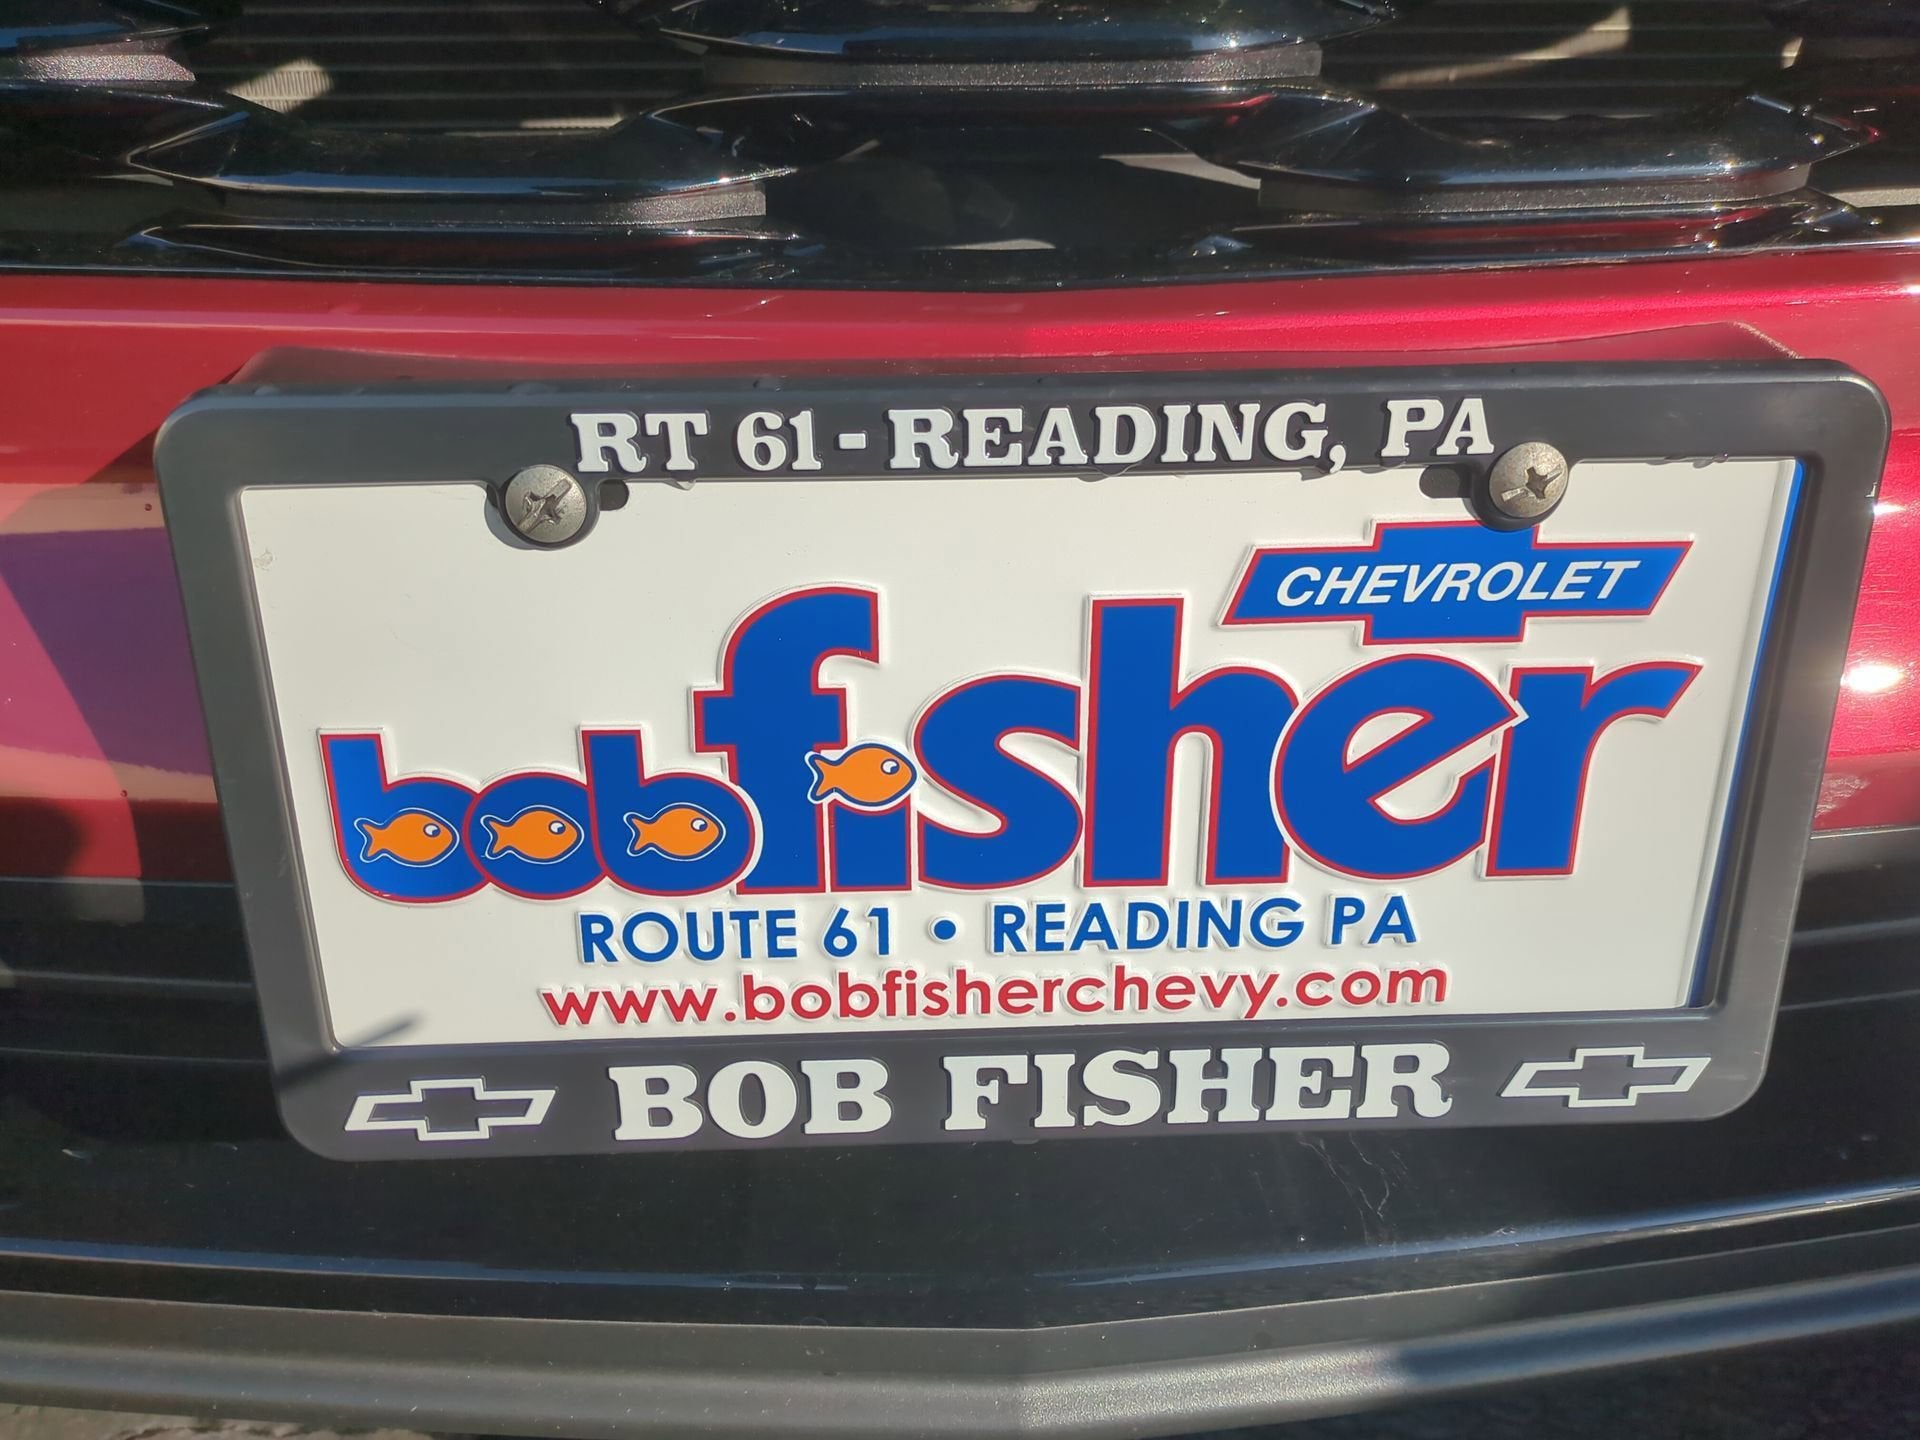 RT 61 - READING, PA
CHEVROLET
bobfisher
ROUTE 61 • READING PA
www.bobfisherchevy.com
BOB FISHER